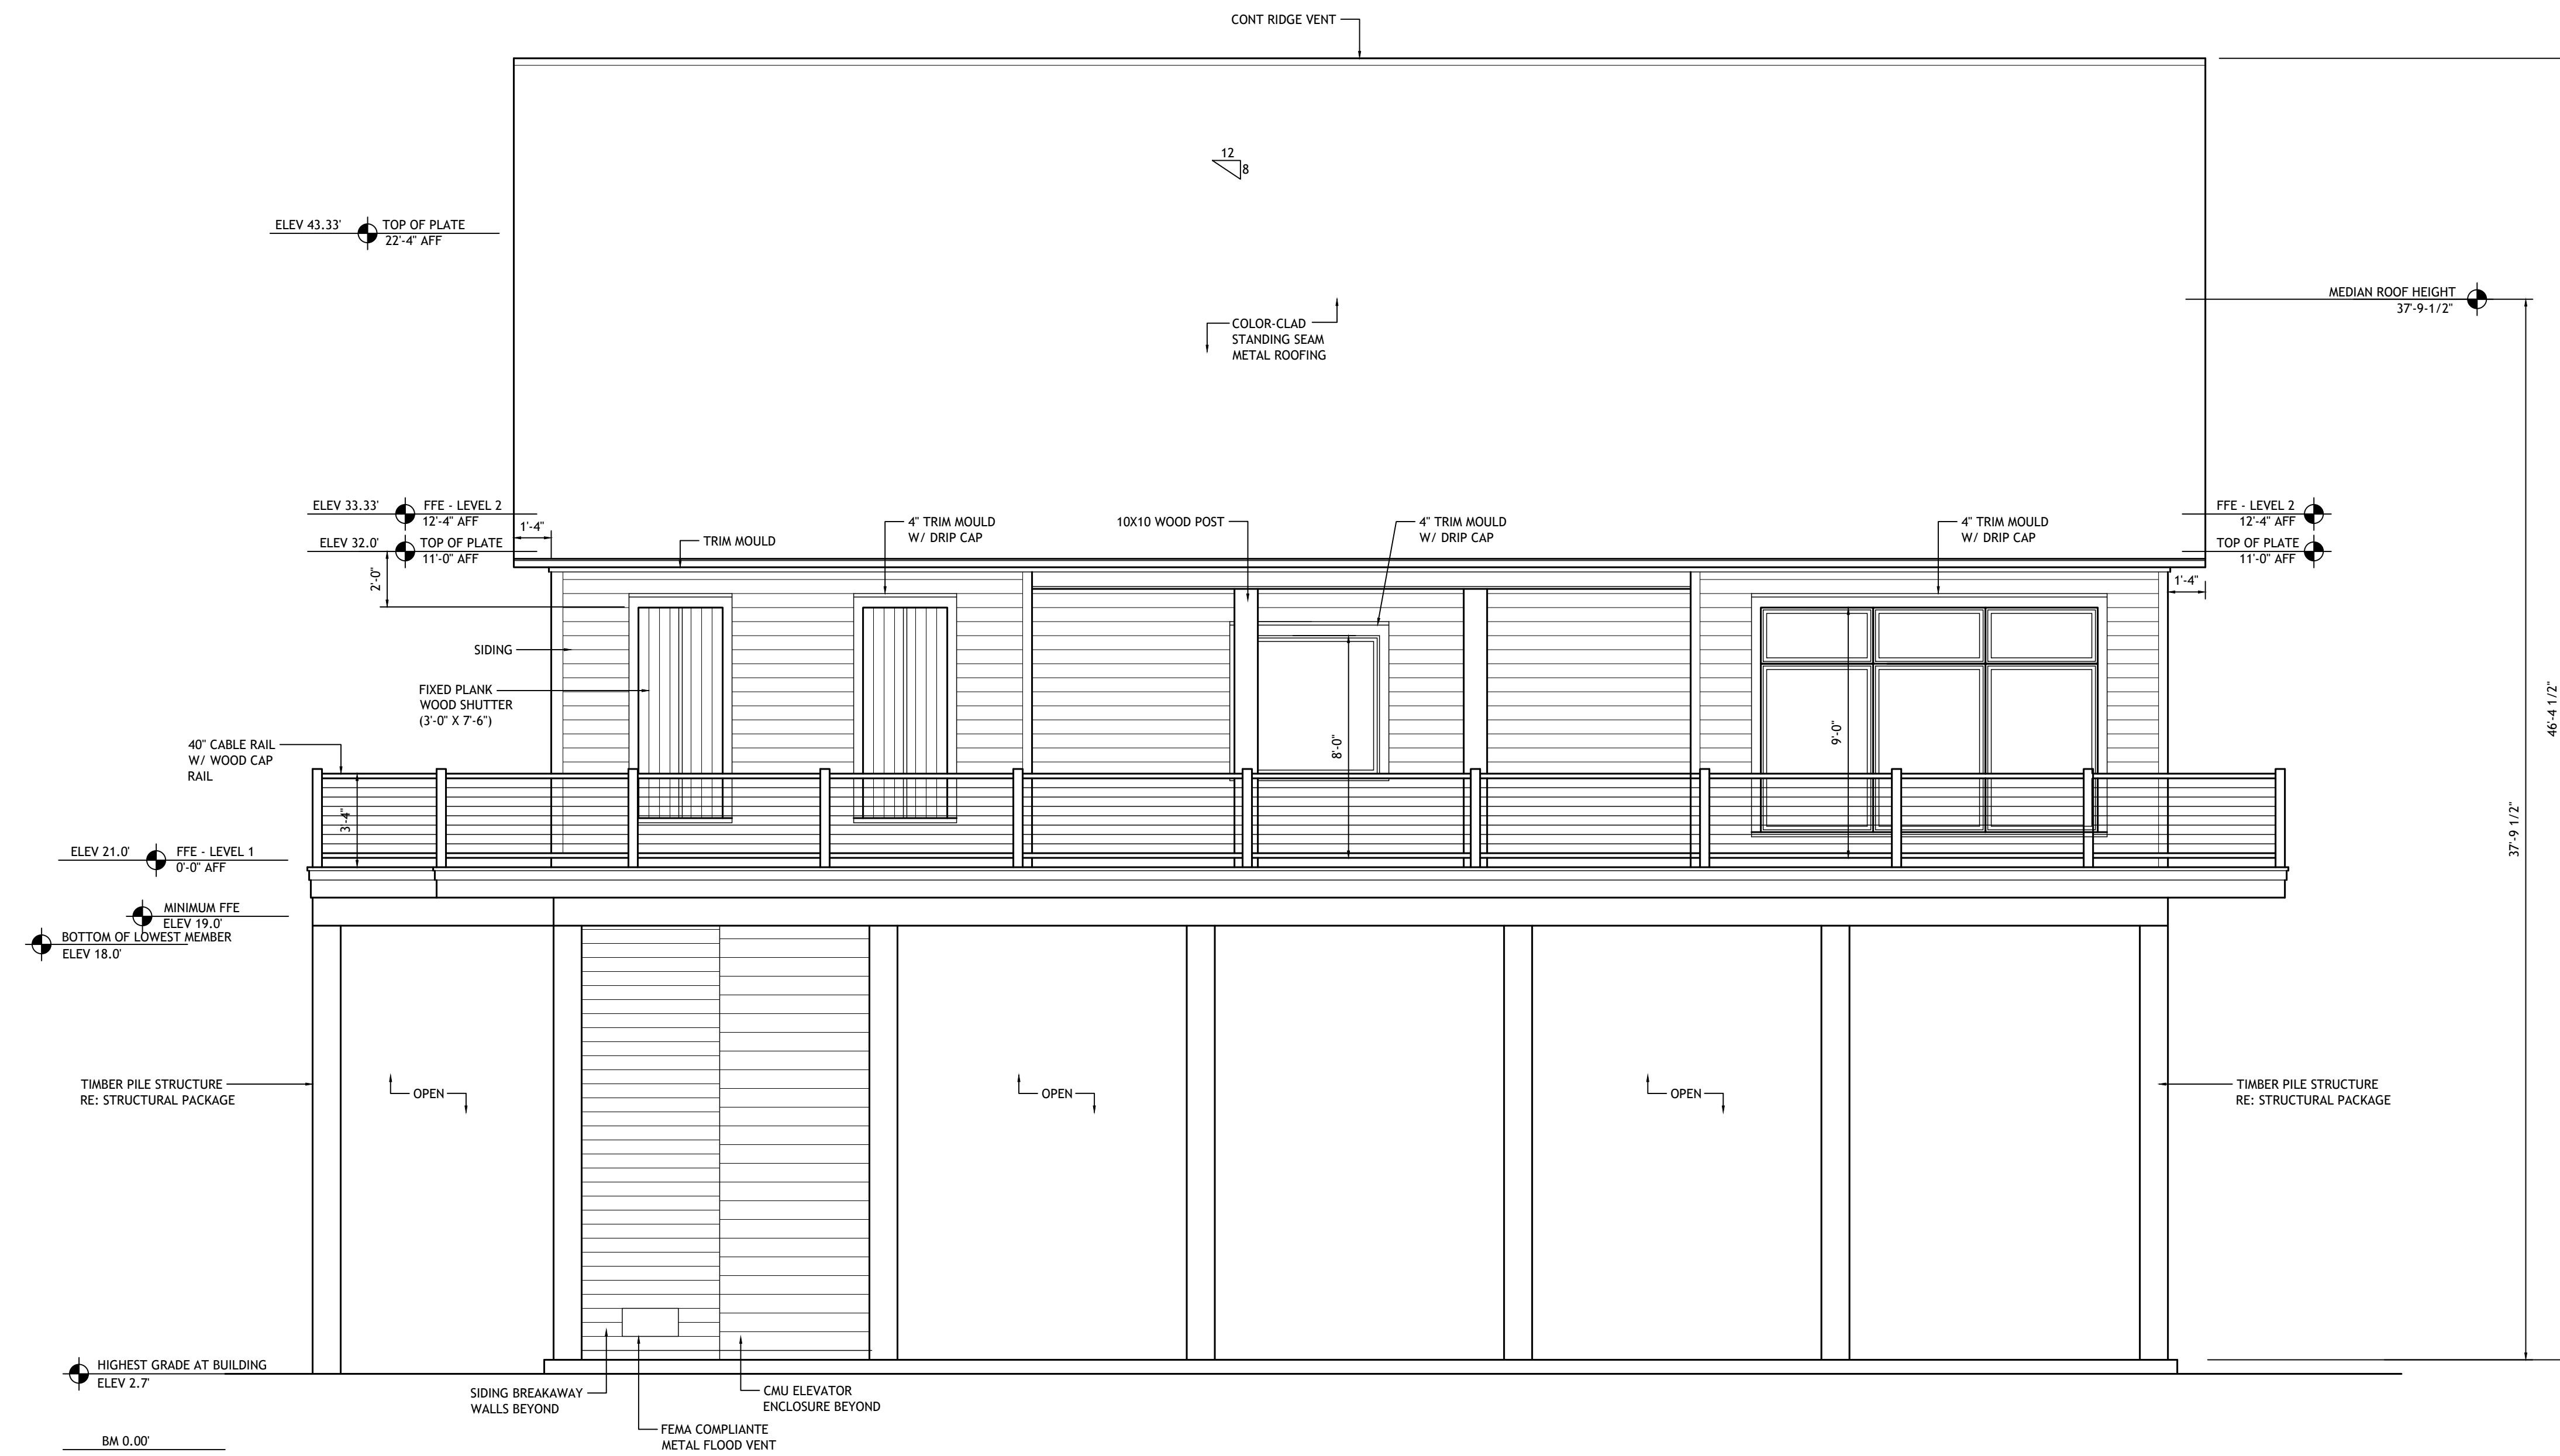 CONT RIDGE VENT
12
8
ELEV 43.33'
TOP OF PLATE
22'-4" AFF
MEDIAN ROOF HEIGHT
37'-9-1/2"
COLOR-CLAD
STANDING SEAM
METAL ROOFING
ELEV 33.33'
FFE - LEVEL 2
12'-4" AFF
1'-4"
ELEV 32.0'
TOP OF PLATE
11'-0" AFF
2'-0"
TRIM MOULD
4" TRIM MOULD
W/ DRIP CAP
10X10 WOOD POST
4" TRIM MOULD
W/ DRIP CAP
4" TRIM MOULD
W/ DRIP CAP
FFE - LEVEL 2
12'-4" AFF
TOP OF PLATE
11'-0" AFF
1'-4"
SIDING
FIXED PLANK
WOOD SHUTTER
(3'-0" X 7'-6")
8'-0"
9'-0"
46'-4 1/2"
37'-9 1/2"
40" CABLE RAIL
W/ WOOD CAP
RAIL
3'-4"
ELEV 21.0'
FFE - LEVEL 1
0'-0" AFF
MINIMUM FFE
ELEV 19.0'
BOTTOM OF LOWEST MEMBER
ELEV 18.0'
TIMBER PILE STRUCTURE
RE: STRUCTURAL PACKAGE
OPEN
OPEN
OPEN
TIMBER PILE STRUCTURE
RE: STRUCTURAL PACKAGE
HIGHEST GRADE AT BUILDING
ELEV 2.7'
SIDING BREAKAWAY
WALLS BEYOND
CMU ELEVATOR
ENCLOSURE BEYOND
FEMA COMPLIANTE
METAL FLOOD VENT
BM 0.00'